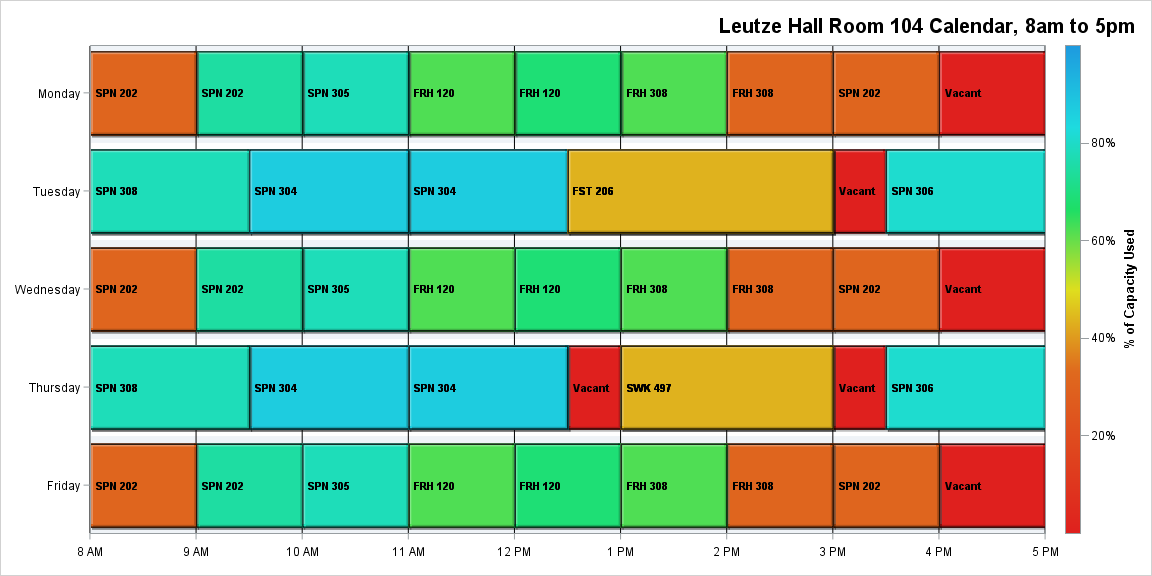 Leutze Hall Room 104 Calendar, 8am to 5pm
Monday
SPN 202
SPN 202
SPN 305
FRH 120
FRH 120
FRH 308
FRH 308
SPN 202
Vacant
Tuesday
SPN 308
SPN 304
SPN 304
FST 206
Vacant
SPN 306
Wednesday
SPN 202
SPN 202
SPN 305
FRH 120
FRH 120
FRH 308
FRH 308
SPN 202
Vacant
Thursday
SPN 308
SPN 304
SPN 304
Vacant
SWK 497
Vacant
SPN 306
Friday
SPN 202
SPN 202
SPN 305
FRH 120
FRH 120
FRH 308
FRH 308
SPN 202
Vacant
8 AM
9 AM
10 AM
11 AM
12 PM
1 PM
2 PM
3 PM
4 PM
5 PM
80%
60%
40%
20%
% of Capacity Used